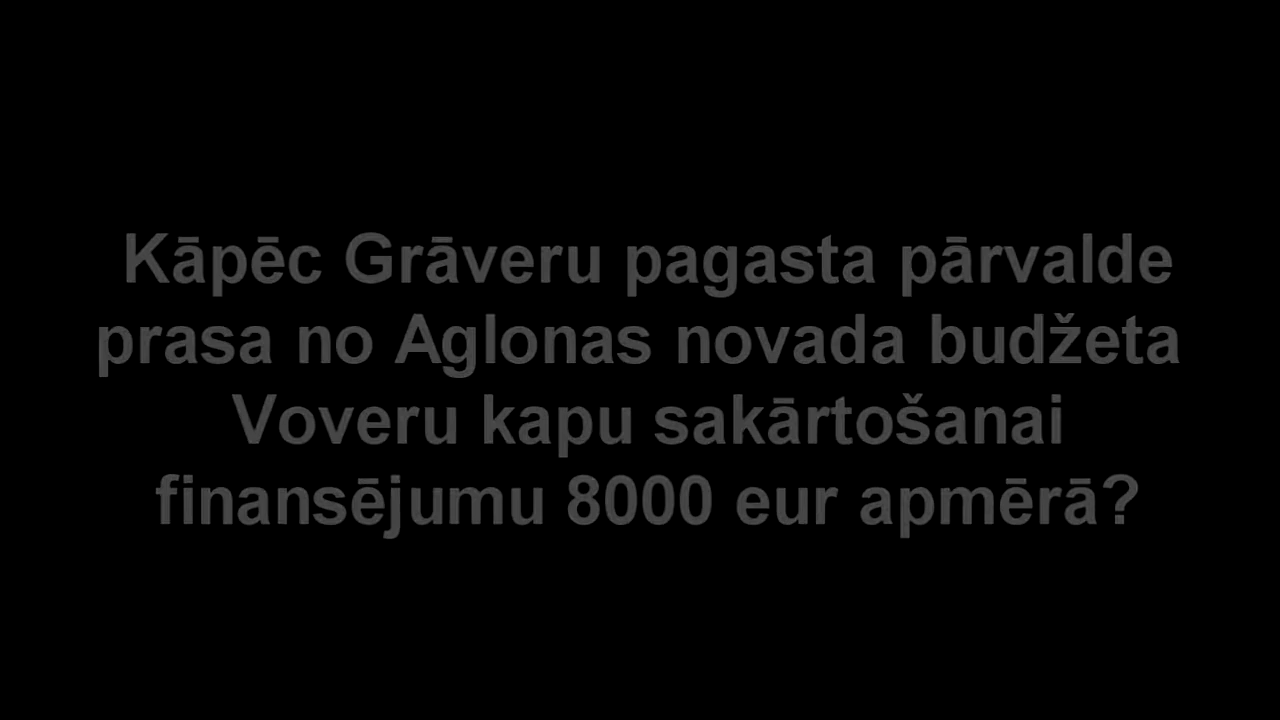 Kāpēc Grāveru pagasta pārvalde
prasa no Aglonas novada budžeta
Voveru kapu sakārtošanai
finansējumu 8000 eur apmērā?